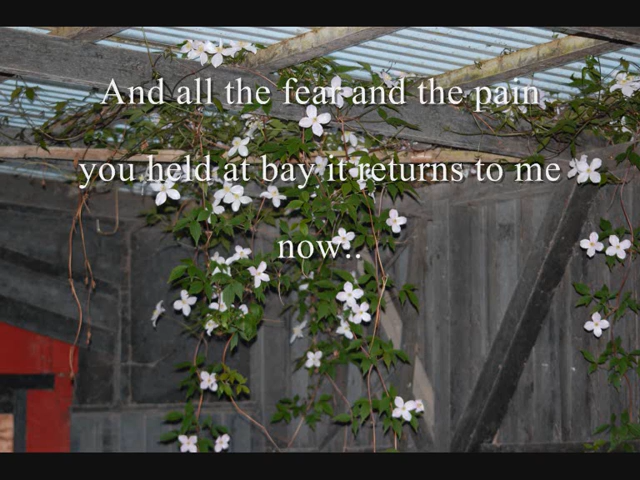 And all the fear and the pain
you held at bay it returns to me
now..